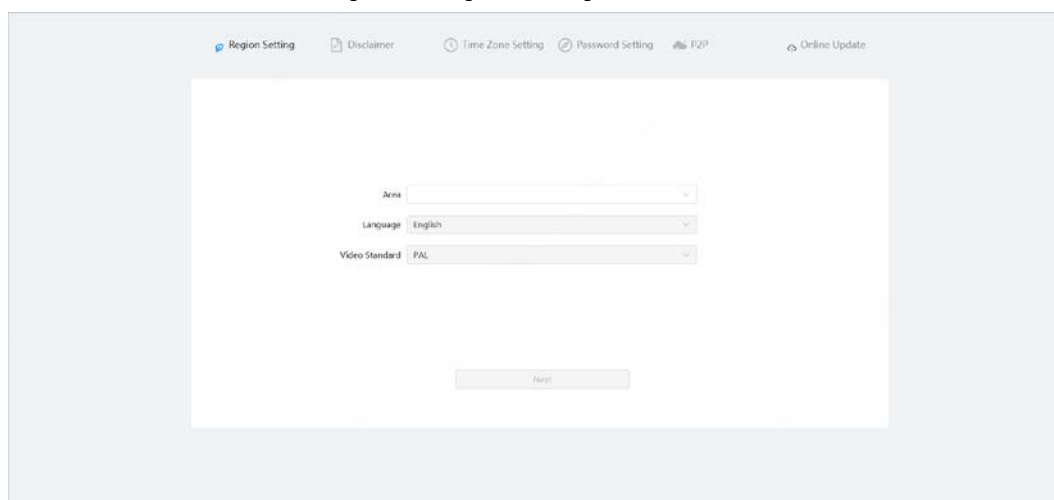 Region Setting Disclaimer Time Zone Setting Password Setting P2P Online Update
Area
Language English
Video Standard PAL
Next